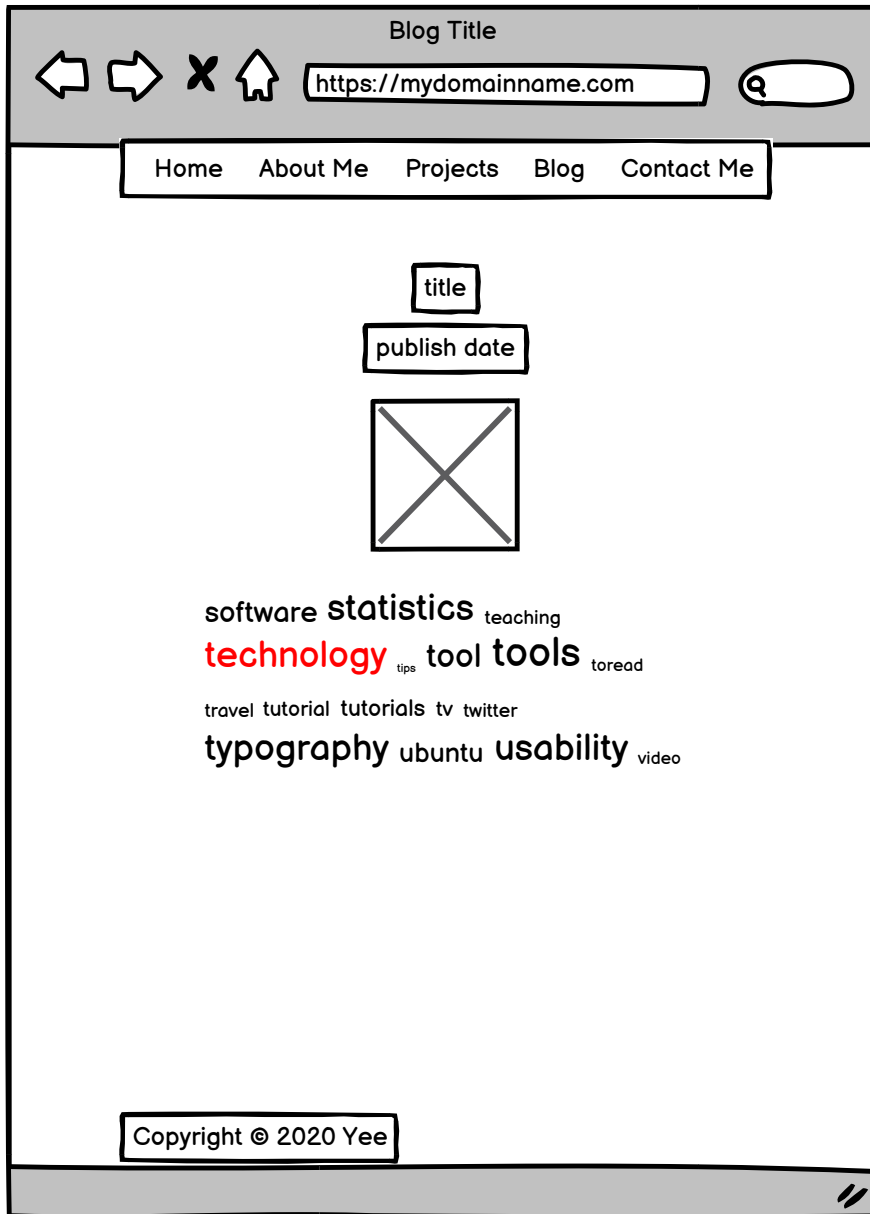 Blog Title
https://mydomainname.com
Home About Me Projects Blog Contact Me
title
publish date
software statistics teaching
technology tips tool tools toread
travel tutorial tutorials tv twitter
typography ubuntu usability video
Copyright © 2020 Yee